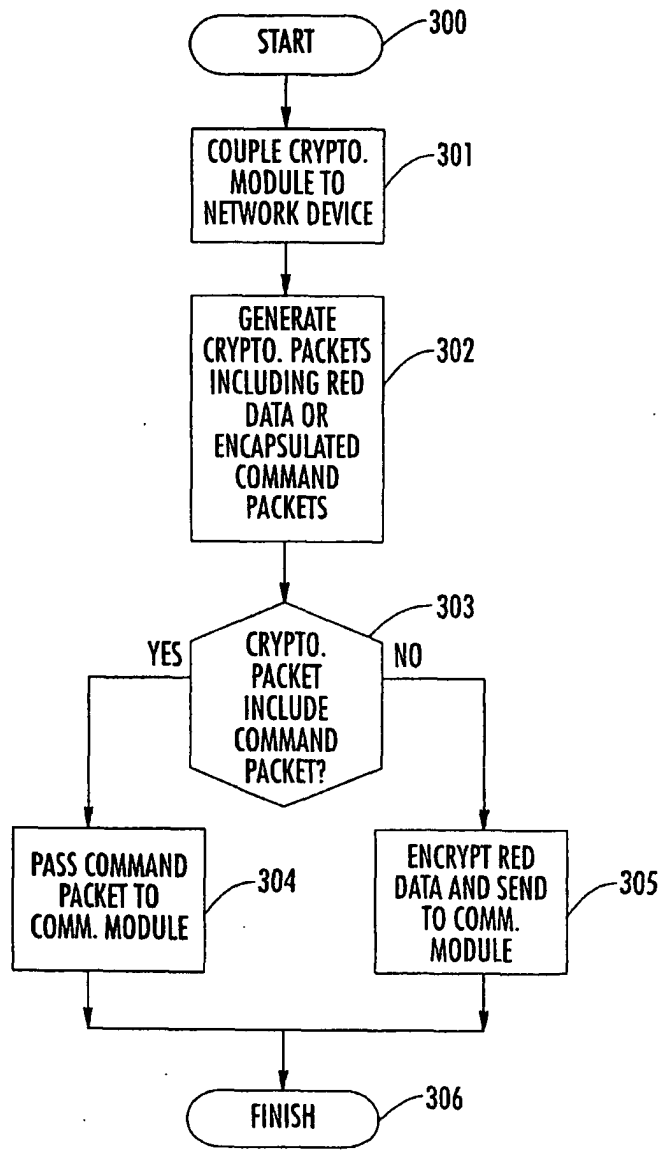 START
300
COUPLE CRYPTO.
MODULE TO
NETWORK DEVICE
301
GENERATE
CRYPTO. PACKETS
INCLUDING RED
DATA OR
ENCAPSULATED
COMMAND
PACKETS
302
303
YES
NO
CRYPTO.
PACKET
INCLUDE
COMMAND
PACKET?
PASS COMMAND
PACKET TO
COMM. MODULE
304
ENCRYPT RED
DATA AND SEND
TO COMM.
MODULE
305
FINISH
306